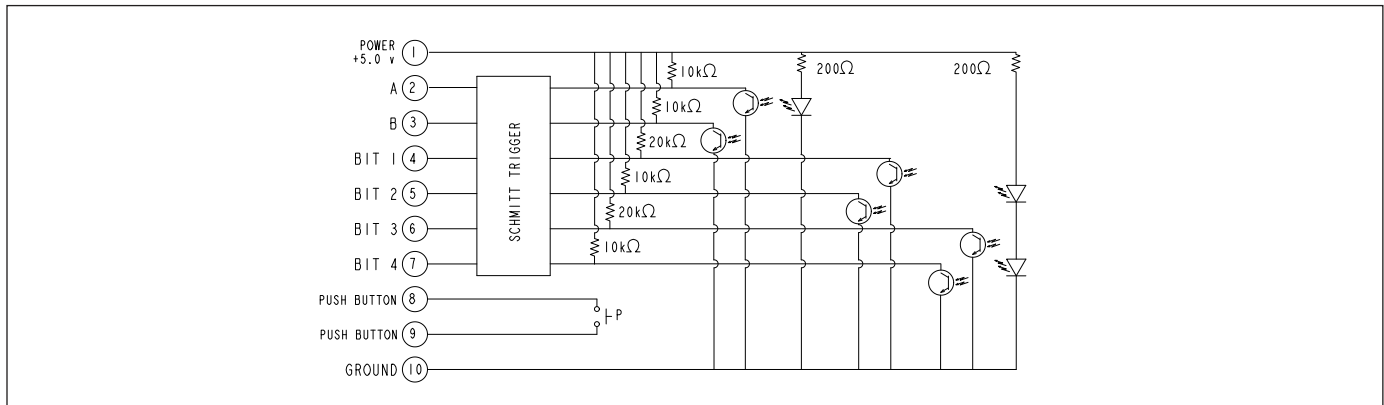 POWER
+5.0 v
1
A 2
B 3
BIT 1 4
BIT 2 5
BIT 3 6
BIT 4 7
PUSH BUTTON 8
PUSH BUTTON 9
GROUND 10
SCHMITT TRIGGER
10kΩ
10kΩ
20kΩ
10kΩ
20kΩ
10kΩ
200Ω
200Ω
P